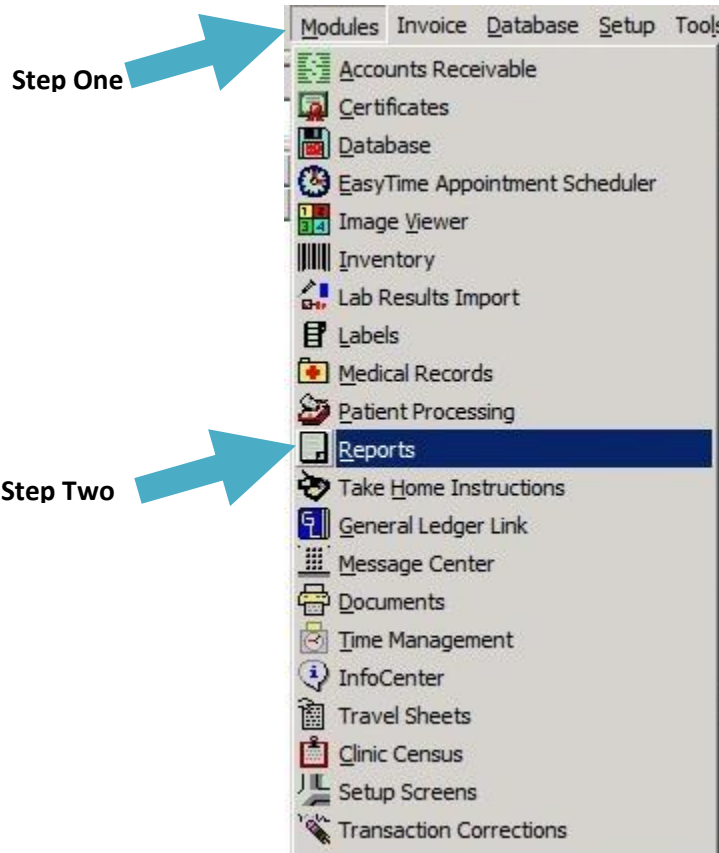 Modules Invoice Database Setup Tools
Step One
Accounts Receivable
Certificates
Database
EasyTime Appointment Scheduler
Image Viewer
Inventory
Lab Results Import
Labels
Medical Records
Patient Processing
Reports
Step Two
Take Home Instructions
General Ledger Link
Message Center
Documents
Time Management
InfoCenter
Travel Sheets
Clinic Census
Setup Screens
Transaction Corrections